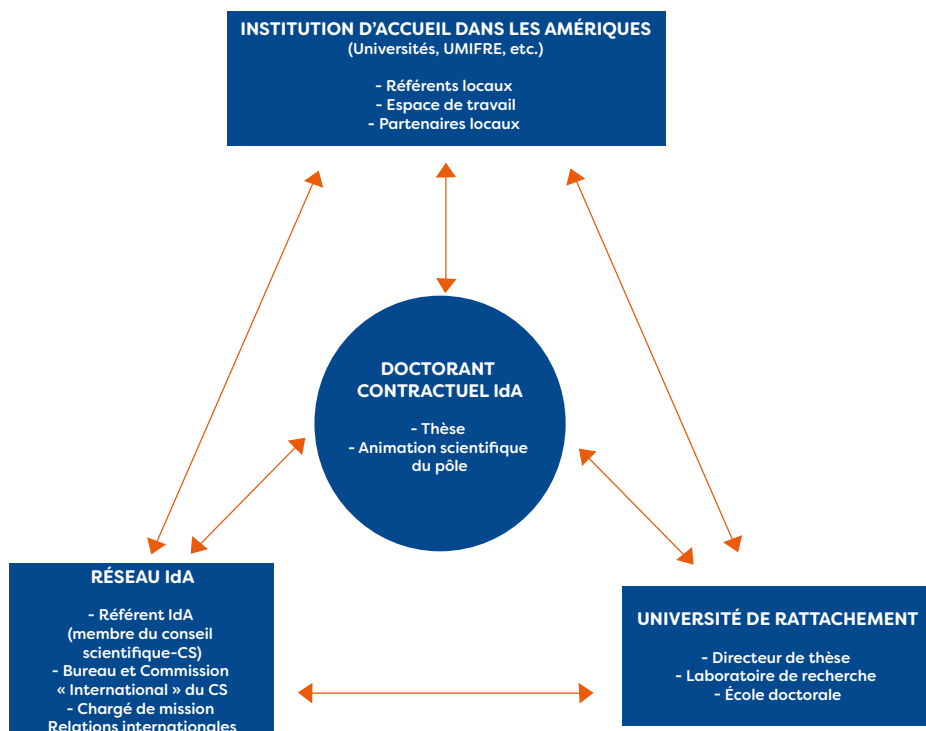 INSTITUTION D’ACCUEIL DANS LES AMÉRIQUES
(Universités, UMIFRE, etc.)
- Référents locaux
- Espace de travail
- Partenaires locaux
DOCTORANT
CONTRACTUEL IdA
- Thèse
- Animation scientifique
du pôle
RÉSEAU IdA
- Référent IdA
(membre du conseil
scientifique-CS)
- Bureau et Commission
« International » du CS
- Chargé de mission
Relations internationales
UNIVERSITÉ DE RATTACHEMENT
- Directeur de thèse
- Laboratoire de recherche
- École doctorale